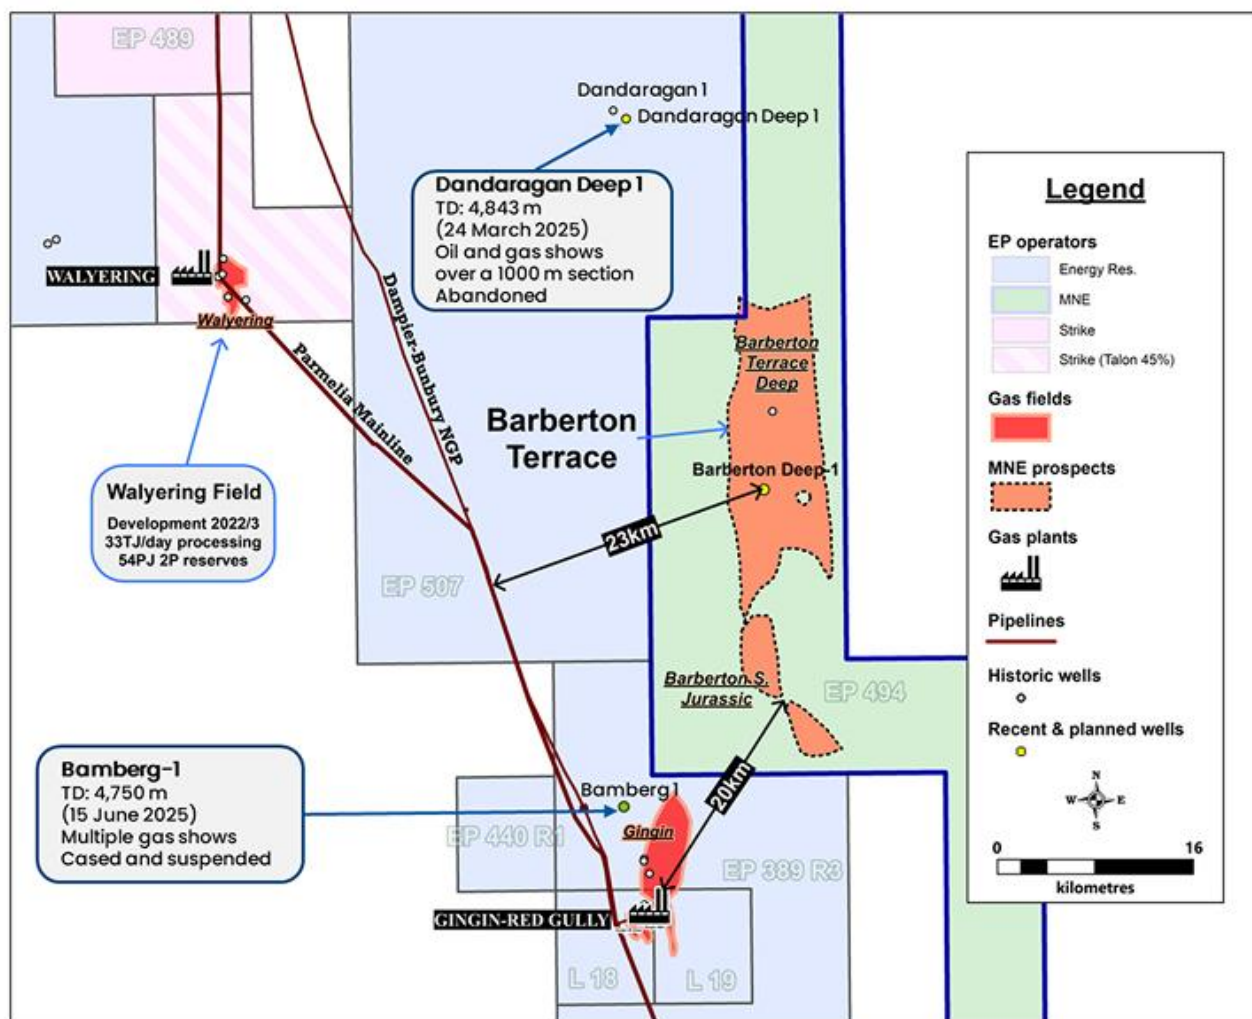 EP 489
Dandaragan 1
Dandaragan Deep 1
Dandaragan Deep 1
TD: 4,843 m
(24 March 2025)
Oil and gas shows
over a 1000 m section
Abandoned
WALYERING
Walyering
Dampier-Bunbury NGP
Parmelia Mainline
Barberton
Terrace
Deep
Barberton
Terrace
Barberton Deep-1
Walyering Field
Development 2022/3
33TJ/day processing
54PJ 2P reserves
23km
EP 507
Barberton S.
Jurassic
EP 494
20km
Bamberg-1
TD: 4,750 m
(15 June 2025)
Multiple gas shows
Cased and suspended
Bamberg 1
Gingin
EP 440 R1
EP 389 R3
GINGIN-RED GULLY
L 18
L 19
Legend
EP operators
Energy Res.
MNE
Strike
Strike (Talon 45%)
Gas fields
MNE prospects
Gas plants
Pipelines
Historic wells
Recent & planned wells
N
W
E
S
0
16
kilometres